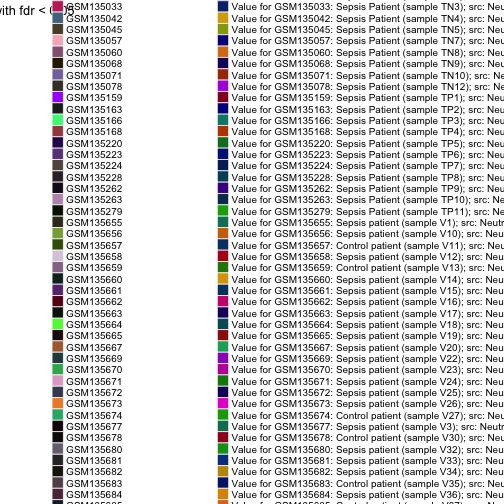 with fdr < 0.05
GSM135033 Value for GSM135033: Sepsis Patient (sample TN3); src: Neu
GSM135042 Value for GSM135042: Sepsis Patient (sample TN4); src: Neu
GSM135045 Value for GSM135045: Sepsis Patient (sample TN5); src: Neu
GSM135057 Value for GSM135057: Sepsis Patient (sample TN7); src: Neu
GSM135060 Value for GSM135060: Sepsis Patient (sample TN8); src: Neu
GSM135068 Value for GSM135068: Sepsis Patient (sample TN9); src: Neu
GSM135071 Value for GSM135071: Sepsis Patient (sample TN10); src: Ne
GSM135078 Value for GSM135078: Sepsis Patient (sample TN12); src: Ne
GSM135159 Value for GSM135159: Sepsis Patient (sample TP1); src: Neu
GSM135163 Value for GSM135163: Sepsis Patient (sample TP2); src: Neu
GSM135166 Value for GSM135166: Sepsis Patient (sample TP3); src: Neu
GSM135168 Value for GSM135168: Sepsis Patient (sample TP4); src: Neu
GSM135220 Value for GSM135220: Sepsis Patient (sample TP5); src: Neu
GSM135223 Value for GSM135223: Sepsis Patient (sample TP6); src: Neu
GSM135224 Value for GSM135224: Sepsis Patient (sample TP7); src: Neu
GSM135228 Value for GSM135228: Sepsis Patient (sample TP8); src: Neu
GSM135262 Value for GSM135262: Sepsis Patient (sample TP9); src: Neu
GSM135263 Value for GSM135263: Sepsis Patient (sample TP10); src: Ne
GSM135279 Value for GSM135279: Sepsis Patient (sample TP11); src: Neu
GSM135655 Value for GSM135655: Sepsis patient (sample V1); src: Neutr
GSM135656 Value for GSM135656: Sepsis patient (sample V10); src: Neu
GSM135657 Value for GSM135657: Control patient (sample V11); src: Neu
GSM135658 Value for GSM135658: Sepsis patient (sample V12); src: Neu
GSM135659 Value for GSM135659: Control patient (sample V13); src: Neu
GSM135660 Value for GSM135660: Sepsis patient (sample V14); src: Neu
GSM135661 Value for GSM135661: Sepsis patient (sample V15); src: Neu
GSM135662 Value for GSM135662: Sepsis patient (sample V16); src: Neu
GSM135663 Value for GSM135663: Sepsis patient (sample V17); src: Neu
GSM135664 Value for GSM135664: Sepsis patient (sample V18); src: Neu
GSM135665 Value for GSM135665: Sepsis patient (sample V19); src: Neu
GSM135667 Value for GSM135667: Sepsis patient (sample V20); src: Neu
GSM135669 Value for GSM135669: Sepsis patient (sample V22); src: Neu
GSM135670 Value for GSM135670: Sepsis patient (sample V23); src: Neu
GSM135671 Value for GSM135671: Sepsis patient (sample V24); src: Neu
GSM135672 Value for GSM135672: Sepsis patient (sample V25); src: Neu
GSM135673 Value for GSM135673: Sepsis patient (sample V26); src: Neu
GSM135674 Value for GSM135674: Control patient (sample V27); src: Neu
GSM135677 Value for GSM135677: Sepsis patient (sample V3); src: Neutr
GSM135678 Value for GSM135678: Control patient (sample V30); src: Neu
GSM135680 Value for GSM135680: Sepsis patient (sample V32); src: Neu
GSM135681 Value for GSM135681: Sepsis patient (sample V33); src: Neu
GSM135682 Value for GSM135682: Sepsis patient (sample V34); src: Neu
GSM135683 Value for GSM135683: Control patient (sample V35); src: Neu
GSM135684 Value for GSM135684: Sepsis patient (sample V36); src: Neu